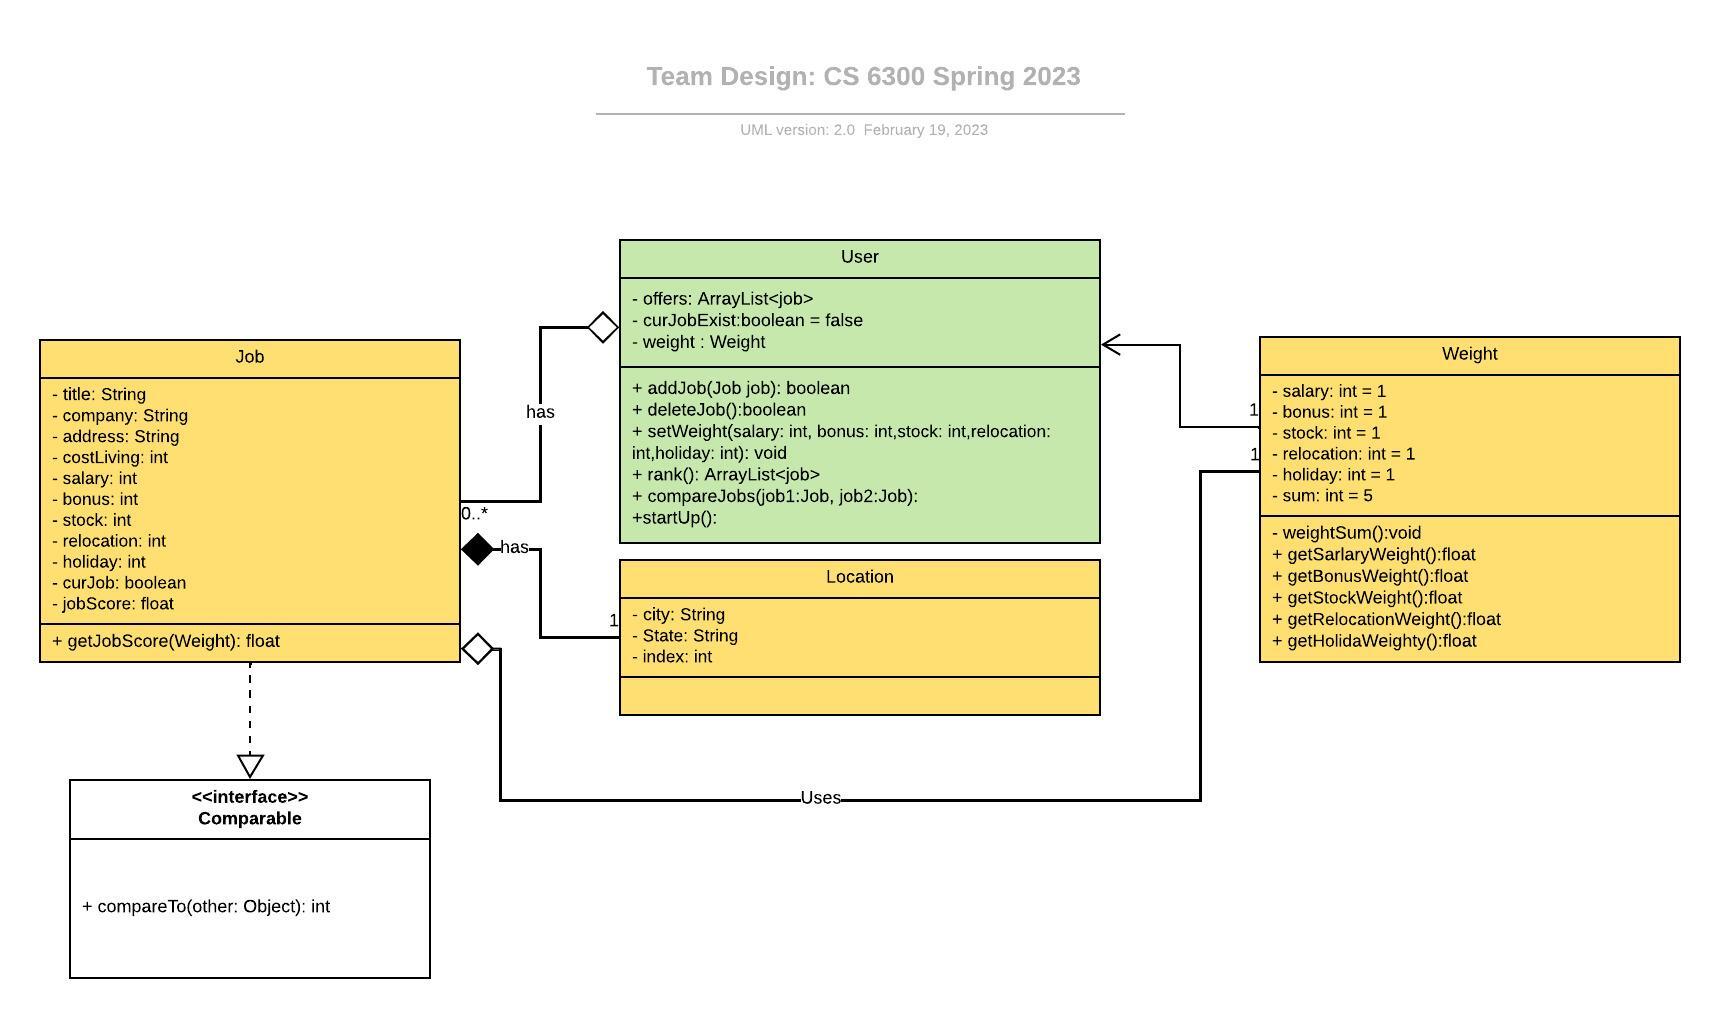 Team Design: CS 6300 Spring 2023
UML version: 2.0  February 19, 2023
User
- offers: ArrayList<job>
- curJobExist:boolean = false
- weight : Weight
+ addJob(Job job): boolean
+ deleteJob():boolean
+ setWeight(salary: int, bonus: int,stock: int,relocation:
int,holiday: int): void
+ rank(): ArrayList<job>
+ compareJobs(job1:Job, job2:Job):
+startUp():
Job
- title: String
- company: String
- address: String
- costLiving: int
- salary: int
- bonus: int
- stock: int
- relocation: int
- holiday: int
- curJob: boolean
- jobScore: float
+ getJobScore(Weight): float
has
0..*
has
1
Location
- city: String
- State: String
- index: int
Weight
- salary: int = 1
- bonus: int = 1
- stock: int = 1
- relocation: int = 1
- holiday: int = 1
- sum: int = 5
- weightSum():void
+ getSarlaryWeight():float
+ getBonusWeight():float
+ getStockWeight():float
+ getRelocationWeight():float
+ getHolidaWeighty():float
1
1
Uses
<<interface>>
Comparable
+ compareTo(other: Object): int